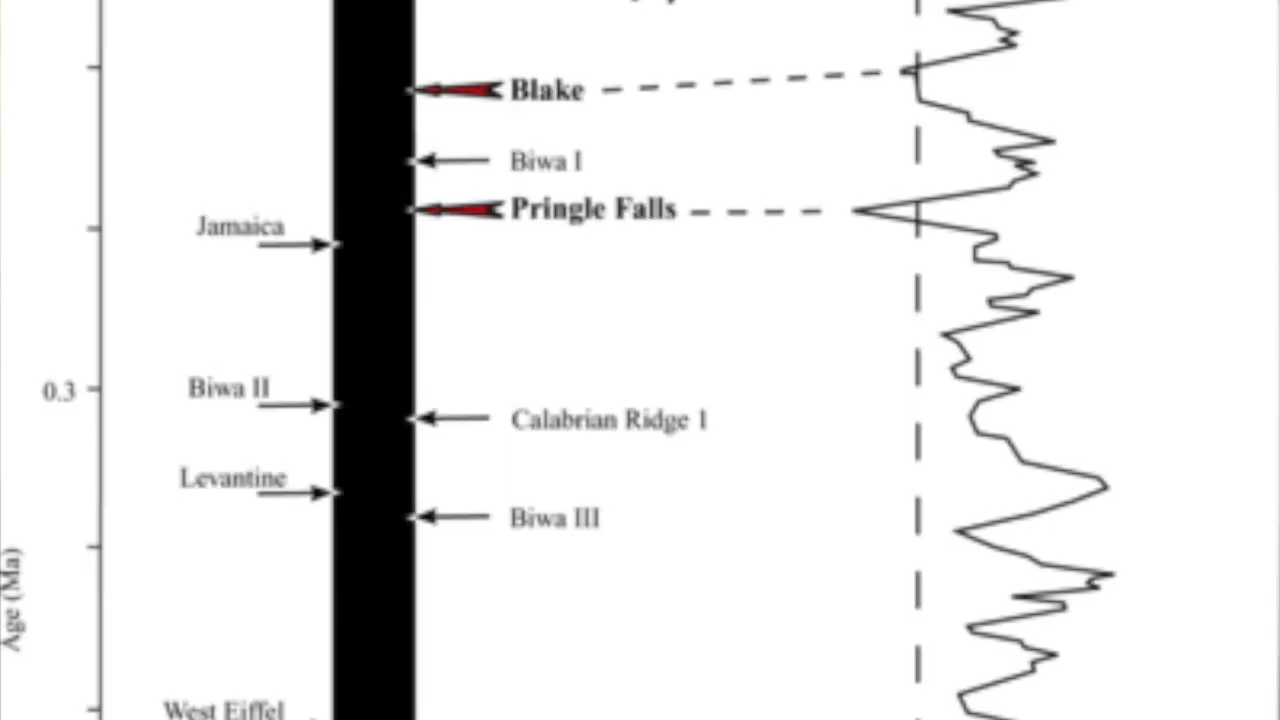 Blake
Biwa I
Pringle Falls
Jamaica
0.3
Biwa II
Calabrian Ridge 1
Levantine
Biwa III
Age (Ma)
West Eiffel